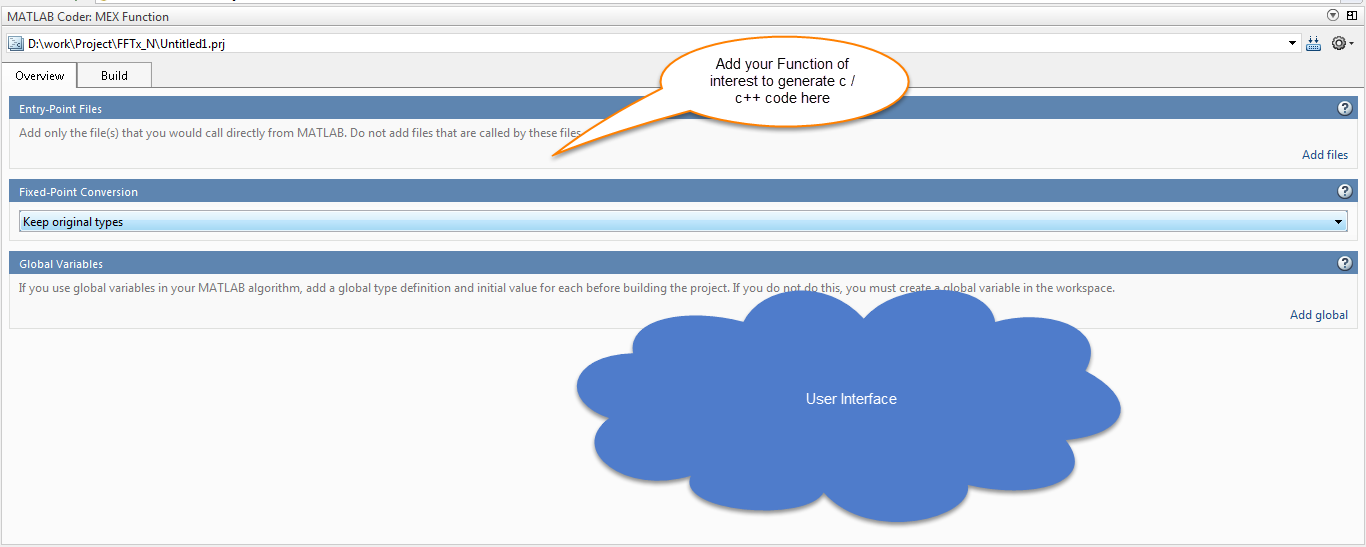 MATLAB Coder: MEX Function
D:\work\Project\FFTx_N\Untitled1.prj
Overview
Build
Add your Function of
interest to generate c /
c++ code here
Entry-Point Files
?
Add only the file(s) that you would call directly from MATLAB. Do not add files that are called by these files
Add files
Fixed-Point Conversion
?
Keep original types
Global Variables
?
If you use global variables in your MATLAB algorithm, add a global type definition and initial value for each before building the project. If you do not do this, you must create a global variable in the workspace.
Add global
User Interface